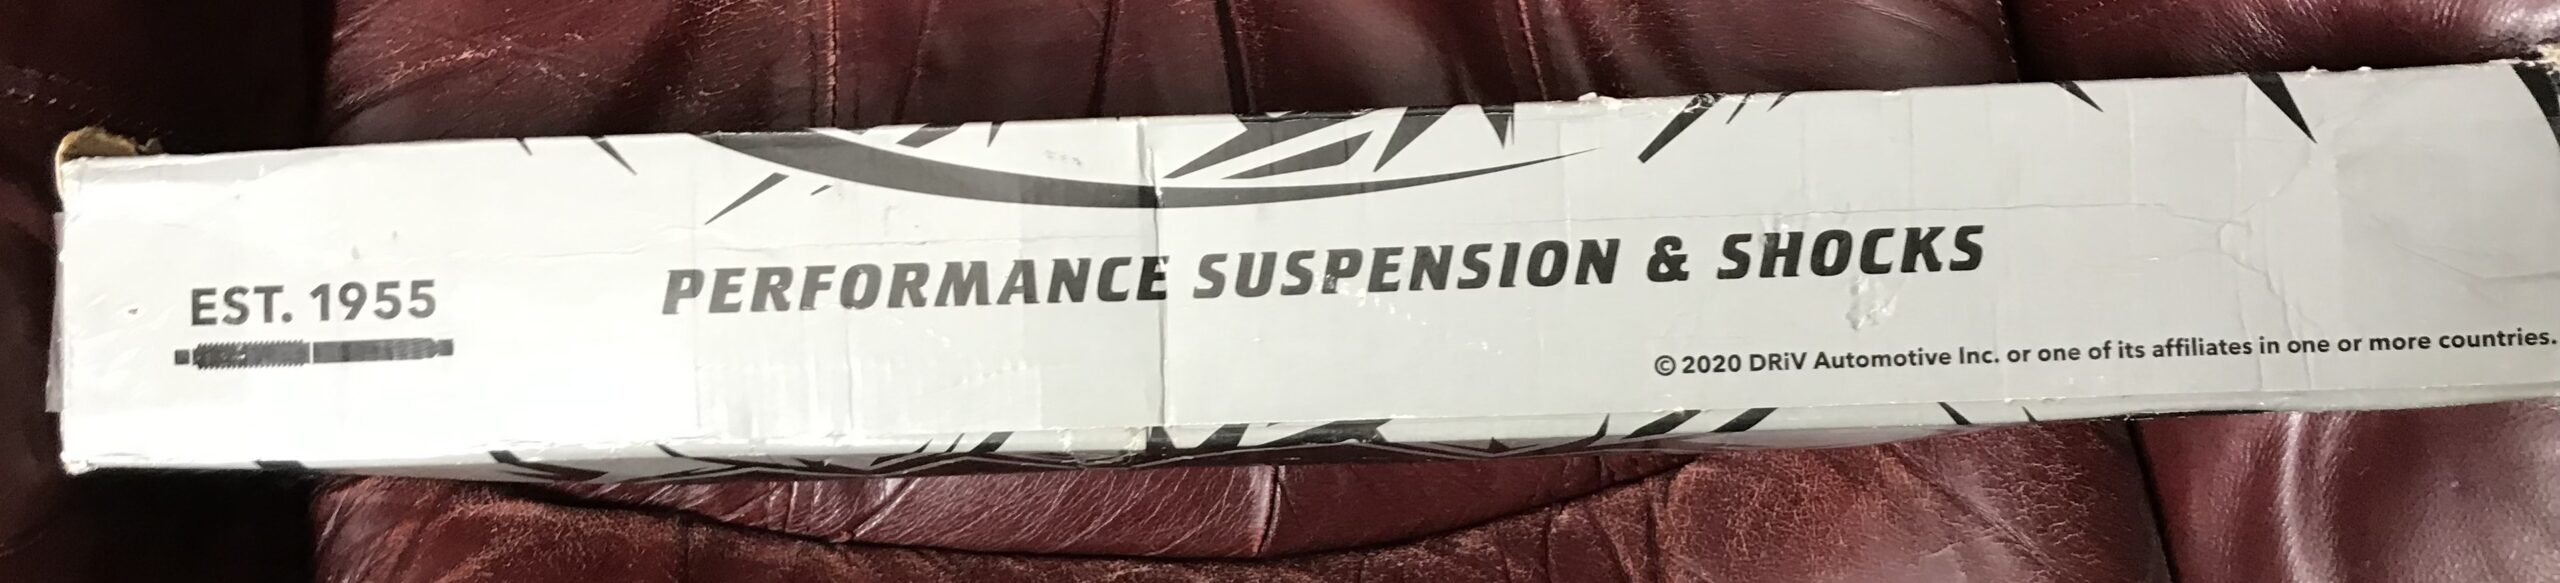 EST. 1955
PERFORMANCE SUSPENSION & SHOCKS
© 2020 DRiV Automotive Inc. or one of its affiliates in one or more countries.